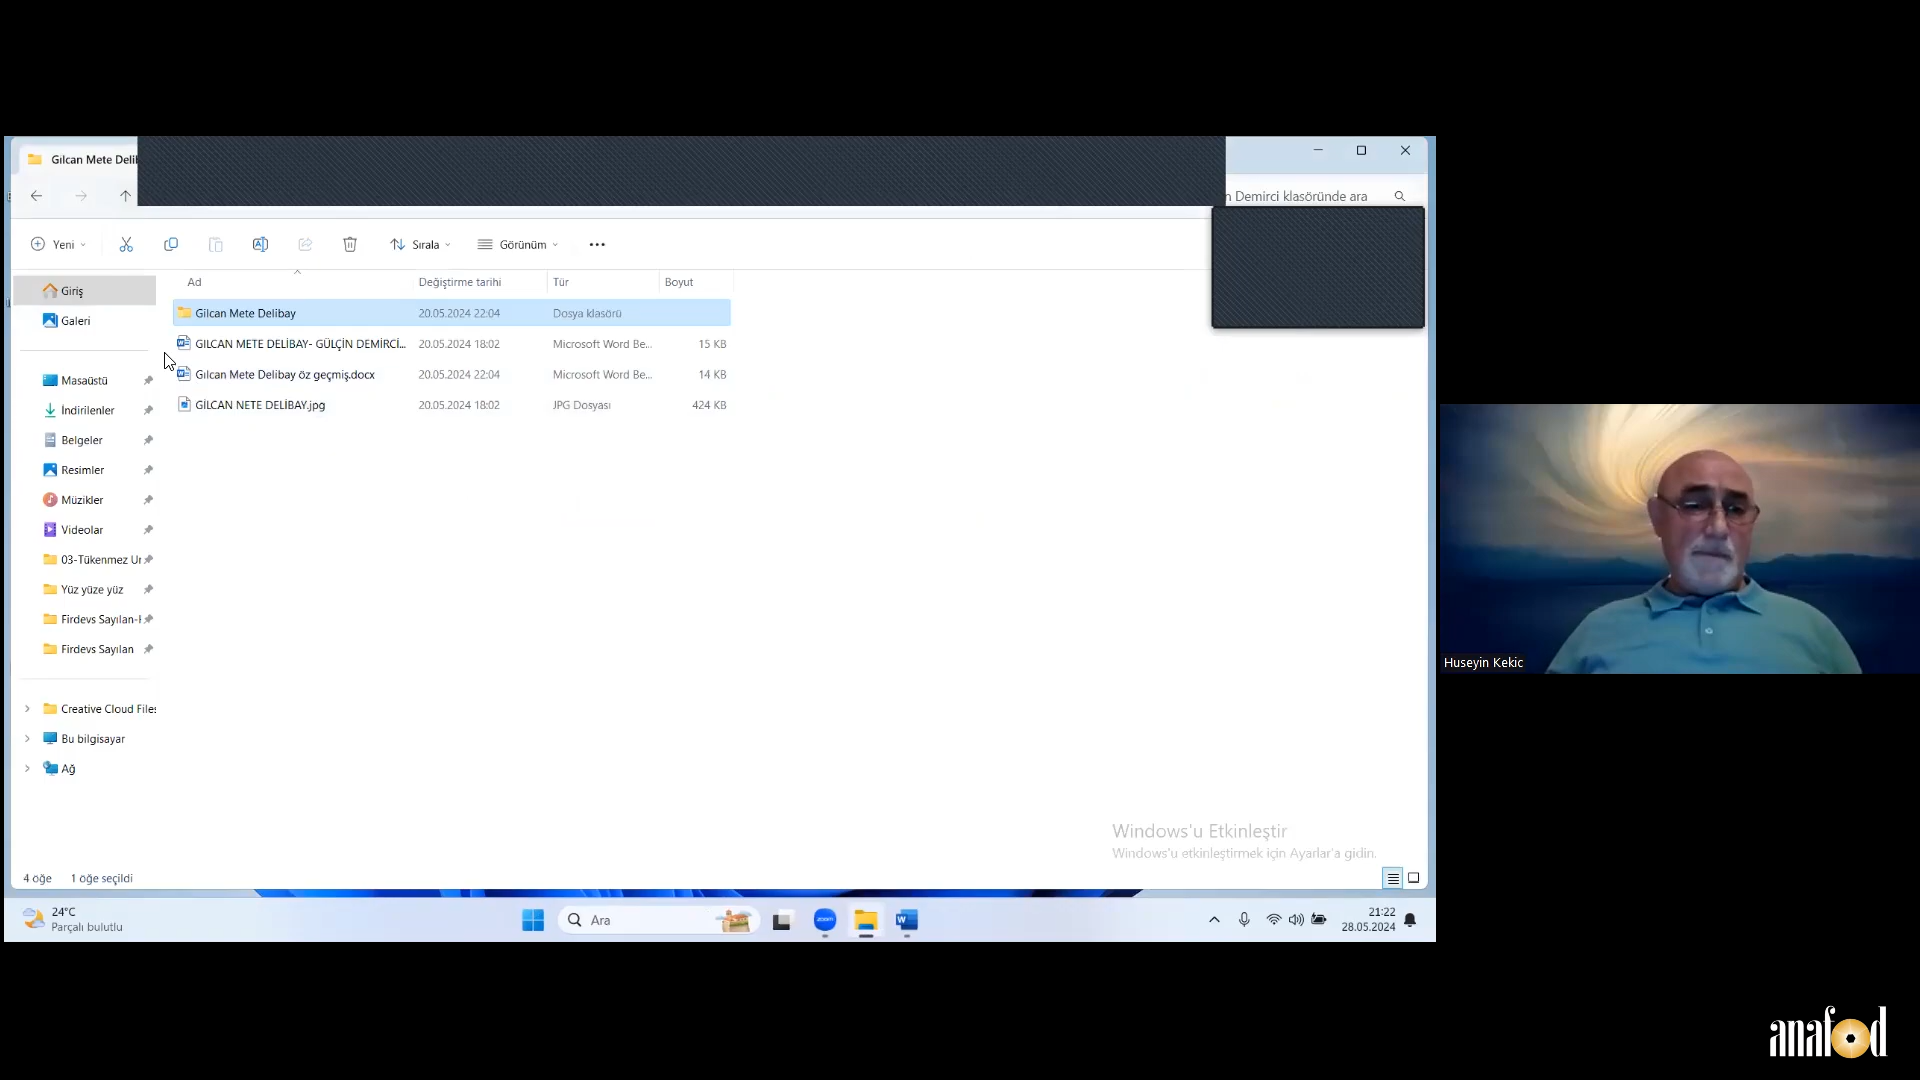 Gilcan Mete Delib
n Demirci klasöründe ara
Yeni
Sırala
Görünüm
Giriş
Galeri
Masaüstü
İndirilenler
Belgeler
Resimler
Müzikler
Videolar
03-Tükenmez Ur
Yüz yüze yüz
Firdevs Sayılan-
Firdevs Sayılan
Creative Cloud Files
Bu bilgisayar
Ağ
Ad Değiştirme tarihi Tür Boyut
Gilcan Mete Delibay 20.05.2024 22:04 Dosya klasörü
GILCAN METE DELİBAY- GÜLÇİN DEMİRCİ... 20.05.2024 18:02 Microsoft Word Be... 15 KB
Gılcan Mete Delibay öz geçmiş.docx 20.05.2024 22:04 Microsoft Word Be... 14 KB
GİLCAN NETE DELİBAY.jpg 20.05.2024 18:02 JPG Dosyası 424 KB
Windows'u Etkinleştir
Windows'u etkinleştirmek için Ayarlar'a gidin.
4 öğe 1 öğe seçildi
24°C
Parçalı bulutlu
Ara
zoom
21:22
28.05.2024
Huseyin Kekic
anafod